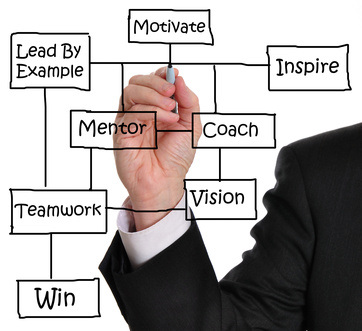 Motivate
Lead By
Example
Inspire
Mentor
Coach
Teamwork
Vision
Win